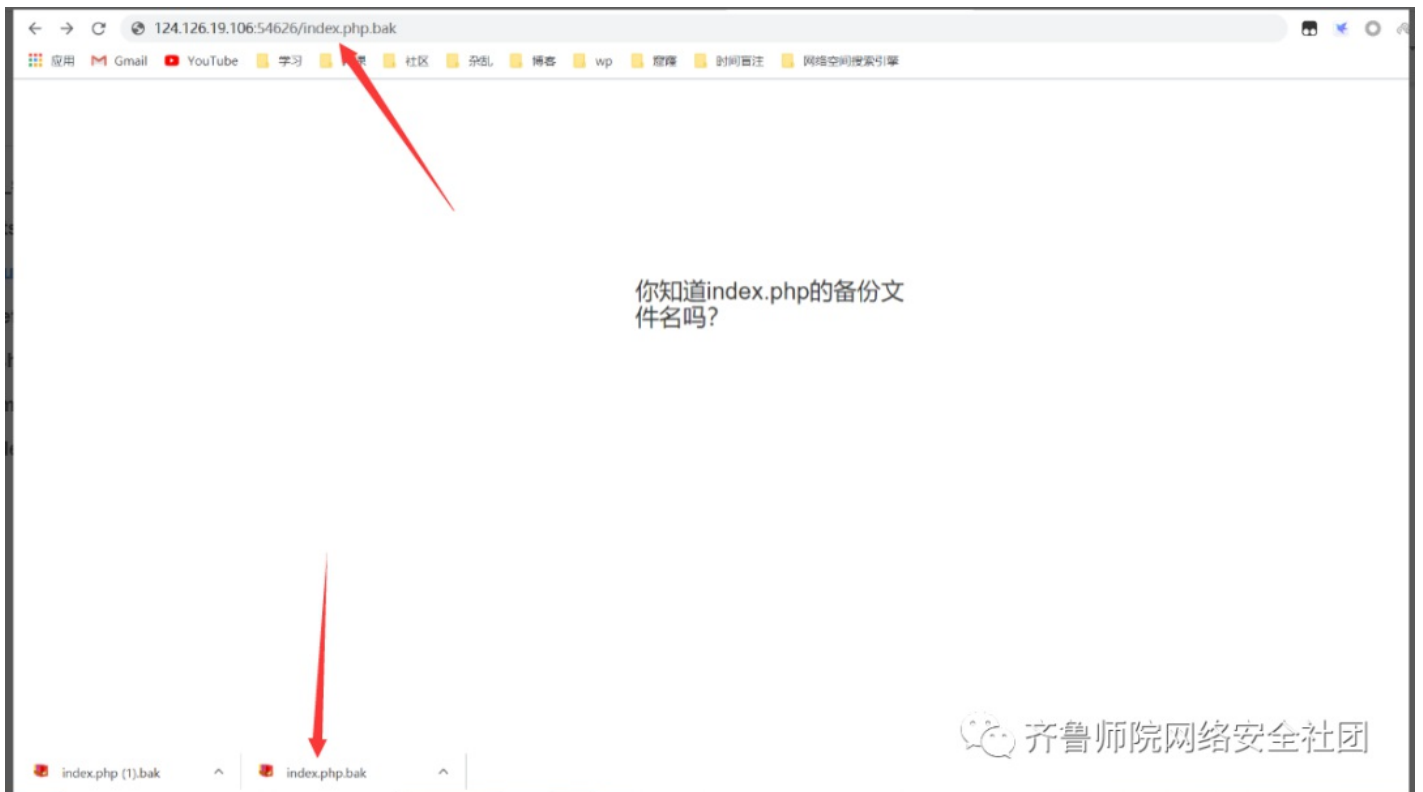 124.126.19.106:54626/index.php.bak
应用 Gmail YouTube 学习 社区 杂乱 博客 wp 时间盲注 网络空间搜索引擎
你知道index.php的备份文
件名吗?
齐鲁师院网络安全社团
index.php (1).bak index.php.bak